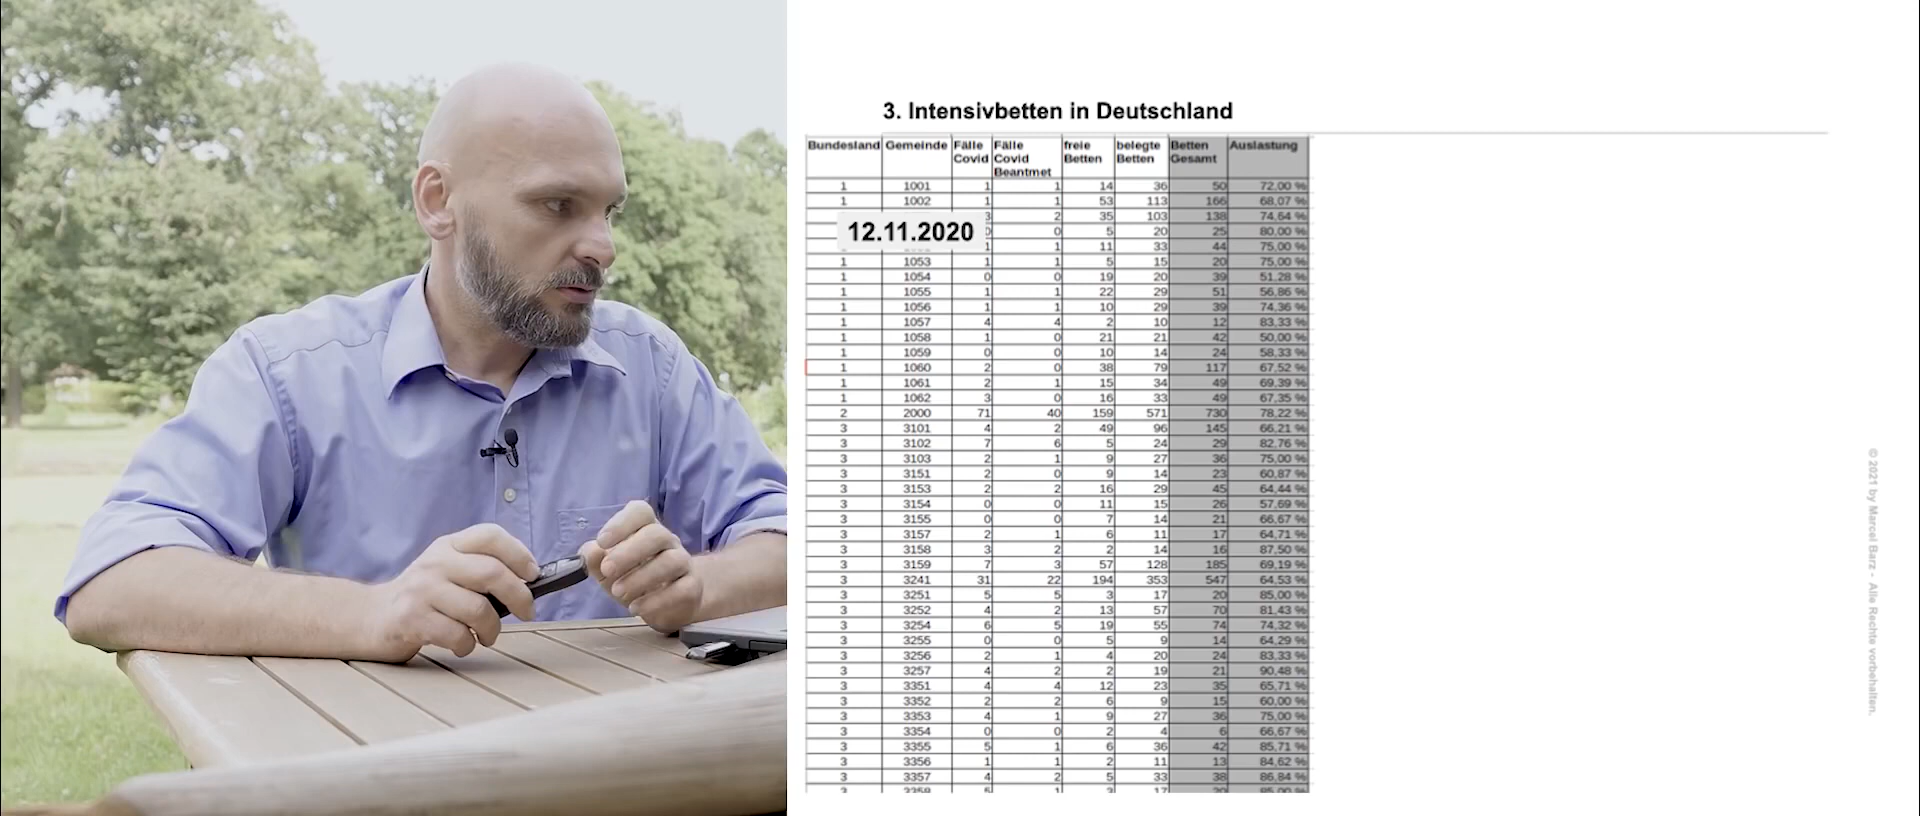 3. Intensivbetten in Deutschland
Bundesland Gemeinde Fälle Covid Fälle Covid Beantmet freie Betten belegte Betten Betten Gesamt Auslastung
1 1001 1 1 14 36 50 72,00 %
1 1002 1 1 53 113 166 68,07 %
3 2 35 103 138 74,64 %
12.11.2020
0 5 20 25 80,00 %
1 1 11 33 44 75,00 %
1 1053 1 1 5 15 20 75,00 %
1 1054 0 0 19 20 39 51,28 %
1 1055 1 1 22 29 51 56,86 %
1 1056 1 1 10 29 39 74,36 %
1 1057 4 4 2 10 12 83,33 %
1 1058 1 0 21 21 42 50,00 %
1 1059 0 0 10 14 24 58,33 %
1 1060 2 0 38 79 117 67,52 %
1 1061 2 1 15 34 49 69,39 %
1 1062 3 0 16 33 49 67,35 %
2 2000 71 40 159 571 730 78,22 %
3 3101 4 2 49 96 145 66,21 %
3 3102 7 6 5 24 29 82,76 %
3 3103 2 1 9 27 36 75,00 %
3 3151 2 0 9 14 23 60,87 %
3 3153 2 2 16 29 45 64,44 %
3 3154 0 0 11 15 26 57,69 %
3 3155 0 0 7 14 21 66,67 %
3 3157 2 1 6 11 17 64,71 %
3 3158 3 2 2 14 16 87,50 %
3 3159 7 3 57 128 185 69,19 %
3 3241 31 22 194 353 547 64,53 %
3 3251 5 5 3 17 20 85,00 %
3 3252 4 2 13 57 70 81,43 %
3 3254 6 5 19 55 74 74,32 %
3 3255 0 0 5 9 14 64,29 %
3 3256 2 1 4 20 24 83,33 %
3 3257 4 2 2 19 21 90,48 %
3 3351 4 4 12 23 35 65,71 %
3 3352 2 2 6 9 15 60,00 %
3 3353 4 1 9 27 36 75,00 %
3 3354 0 0 2 4 6 66,67 %
3 3355 5 1 6 36 42 85,71 %
3 3356 1 1 2 11 13 84,62 %
3 3357 4 2 5 33 38 86,84 %
3 3358 5 1 3 17 20 85,00 %
© 2021 by Marcel Barz - Alle Rechte vorbehalten.